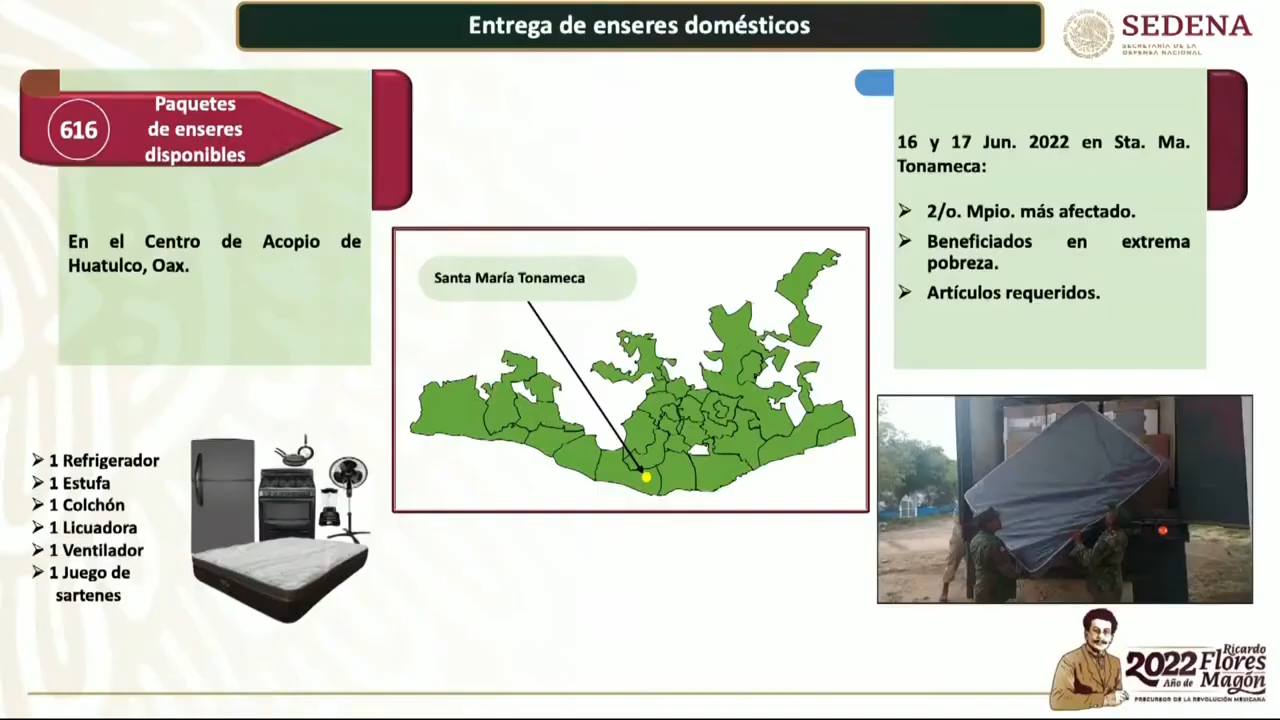 Entrega de enseres domésticos
SEDENA
SECRETARÍA DE LA
DEFENSA NACIONAL
616
Paquetes
de enseres
disponibles
En el Centro de Acopio de
Huatulco, Oax.
1 Refrigerador
1 Estufa
1 Colchón
1 Licuadora
1 Ventilador
1 Juego de
sartenes
Santa María Tonameca
16 y 17 Jun. 2022 en Sta. Ma.
Tonameca:
2/o. Mpio. más afectado.
Beneficiados en extrema
pobreza.
Artículos requeridos.
2022 Ricardo
Flores
Año de Magón
PRECURSOR DE LA REVOLUCIÓN MEXICANA